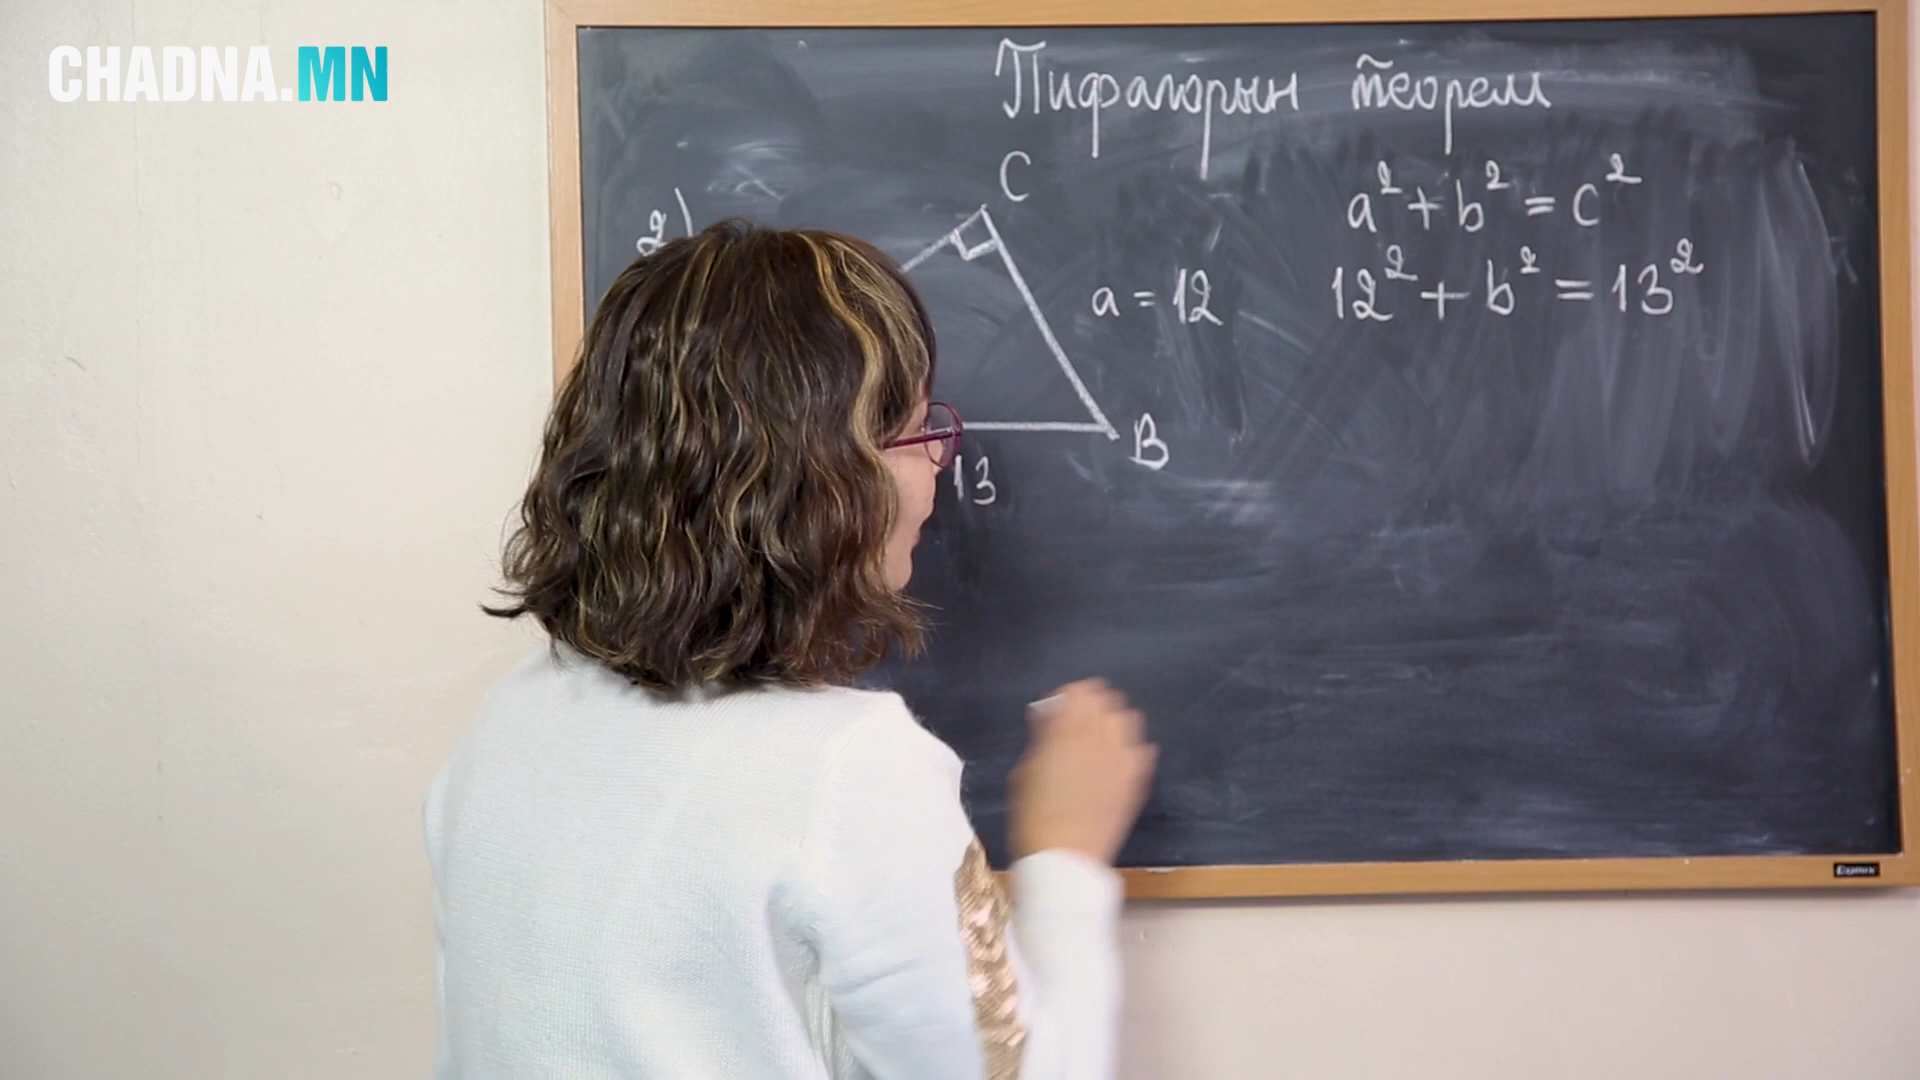 CHADNA.MN
Пифагорын теорем
2)
C
a² + b² = c²
a = 12
12² + b² = 13²
B
13